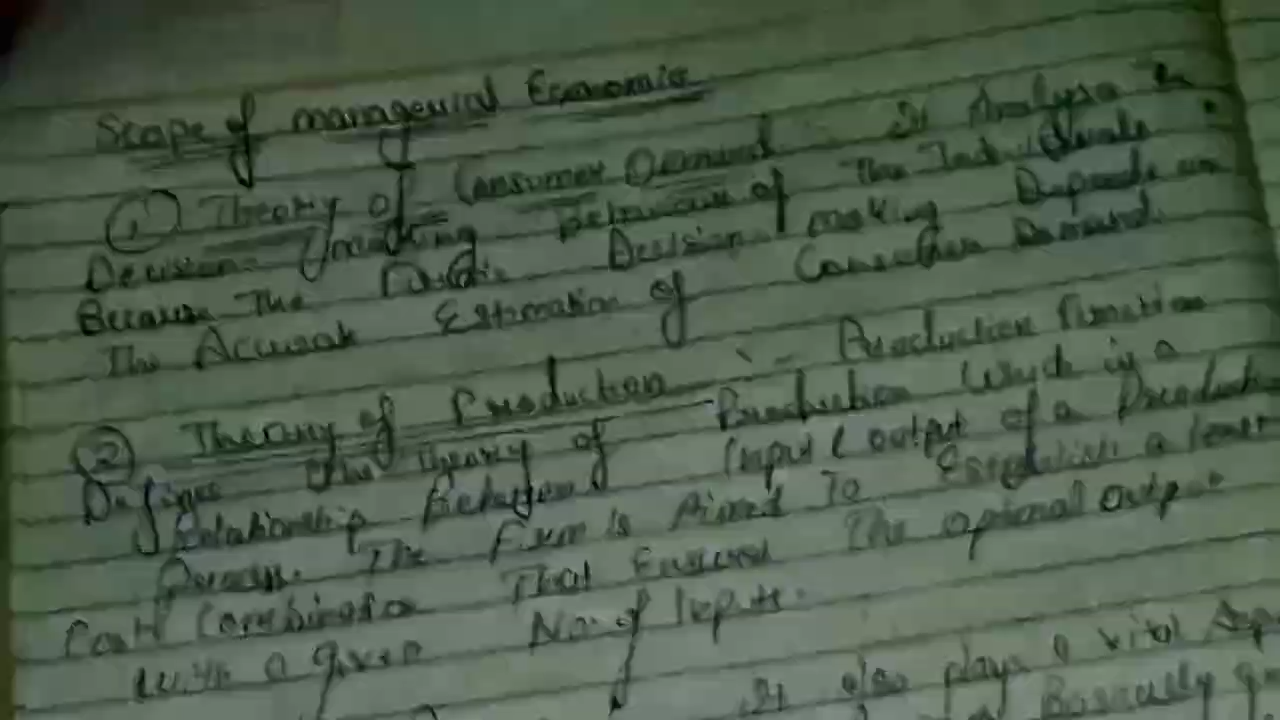 Scope of managerial Economic
① Theory of Consumer Demand :- It Analyse the
Decision making behaviour of The
Because The Decision making Depends on
The Accurate Estimation of Consumer Demand.
② Theory of Production :- Production function
Defines the Theory of Production which is a
relationship between Input & output of a Production
Process. The Firm is Aimed To Establish a least
Cost Combination That Ensures The optimal output
with a given No. of Inputs.
It also plays a vital
Basically